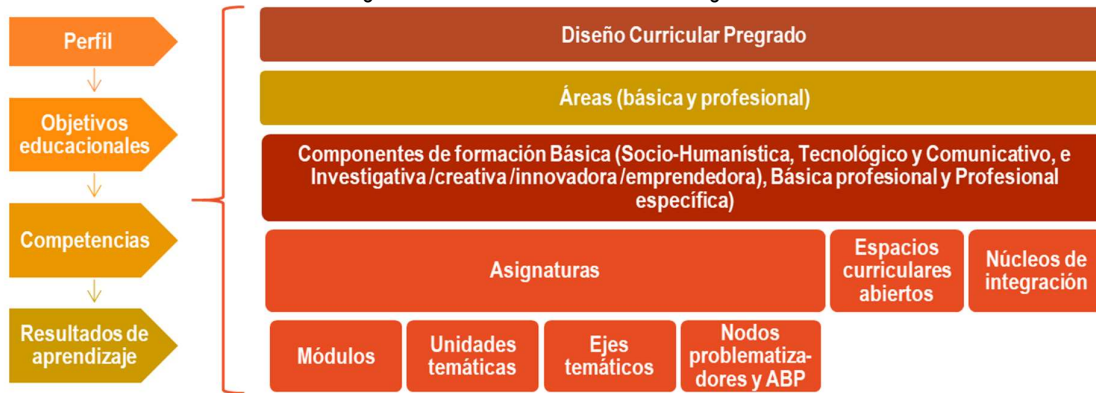 Perfil
Objetivos
educacionales
Competencias
Resultados de
aprendizaje
Diseño Curricular Pregrado
Áreas (básica y profesional)
Componentes de formación Básica (Socio-Humanística, Tecnológico y Comunicativo, e
Investigativa /creativa /innovadora /emprendedora), Básica profesional y Profesional
específica)
Asignaturas
Espacios
curriculares
abiertos
Núcleos de
integración
Módulos
Unidades
temáticas
Ejes
temáticos
Nodos
problematiza-
dores y ABP